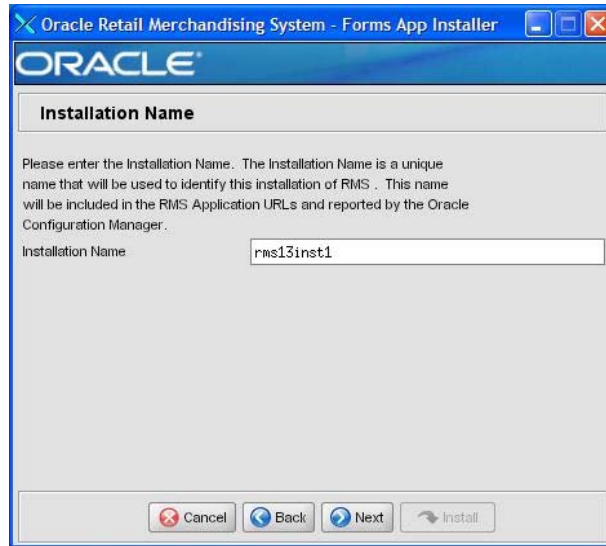 Oracle Retail Merchandising System - Forms App Installer
ORACLE
Installation Name
Please enter the Installation Name. The Installation Name is a unique
name that will be used to identify this installation of RMS . This name
will be included in the RMS Application URLs and reported by the Oracle
Configuration Manager.
Installation Name rms13inst1
Cancel Back Next Install